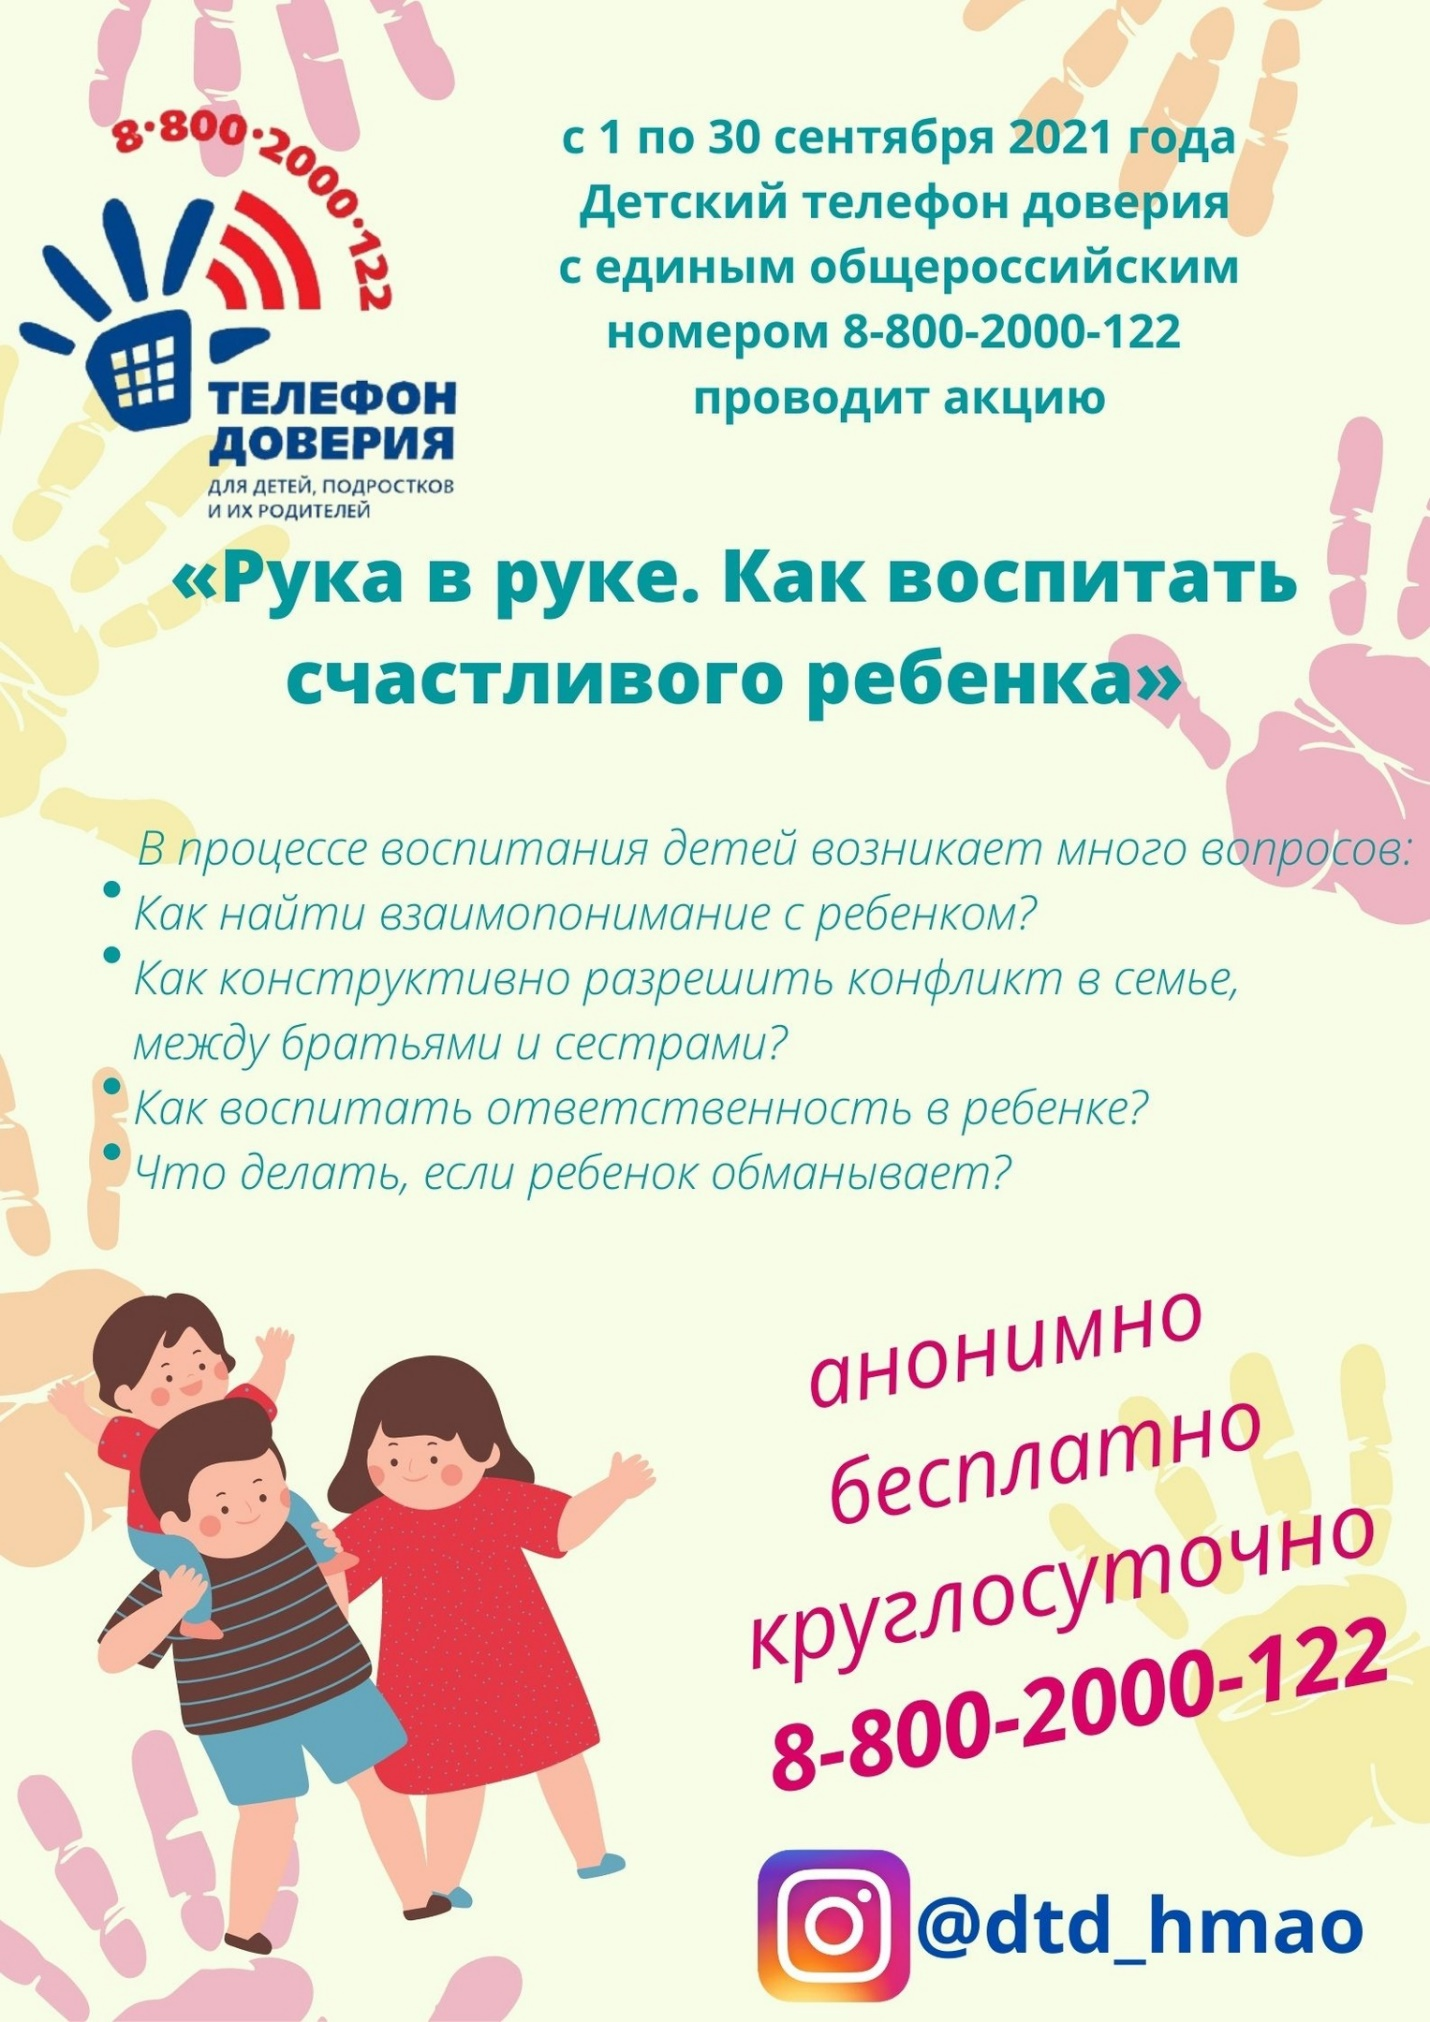 8·800·2000·122
ТЕЛЕФОН
ДОВЕРИЯ
ДЛЯ ДЕТЕЙ, ПОДРОСТКОВ
И ИХ РОДИТЕЛЕЙ
с 1 по 30 сентября 2021 года
Детский телефон доверия
с единым общероссийским
номером 8-800-2000-122
проводит акцию
«Рука в руке. Как воспитать
счастливого ребенка»
В процессе воспитания детей возникает много вопросов:
• Как найти взаимопонимание с ребенком?
• Как конструктивно разрешить конфликт в семье,
между братьями и сестрами?
• Как воспитать ответственность в ребенке?
• Что делать, если ребенок обманывает?
анонимно
бесплатно
круглосуточно
8-800-2000-122
@dtd_hmao